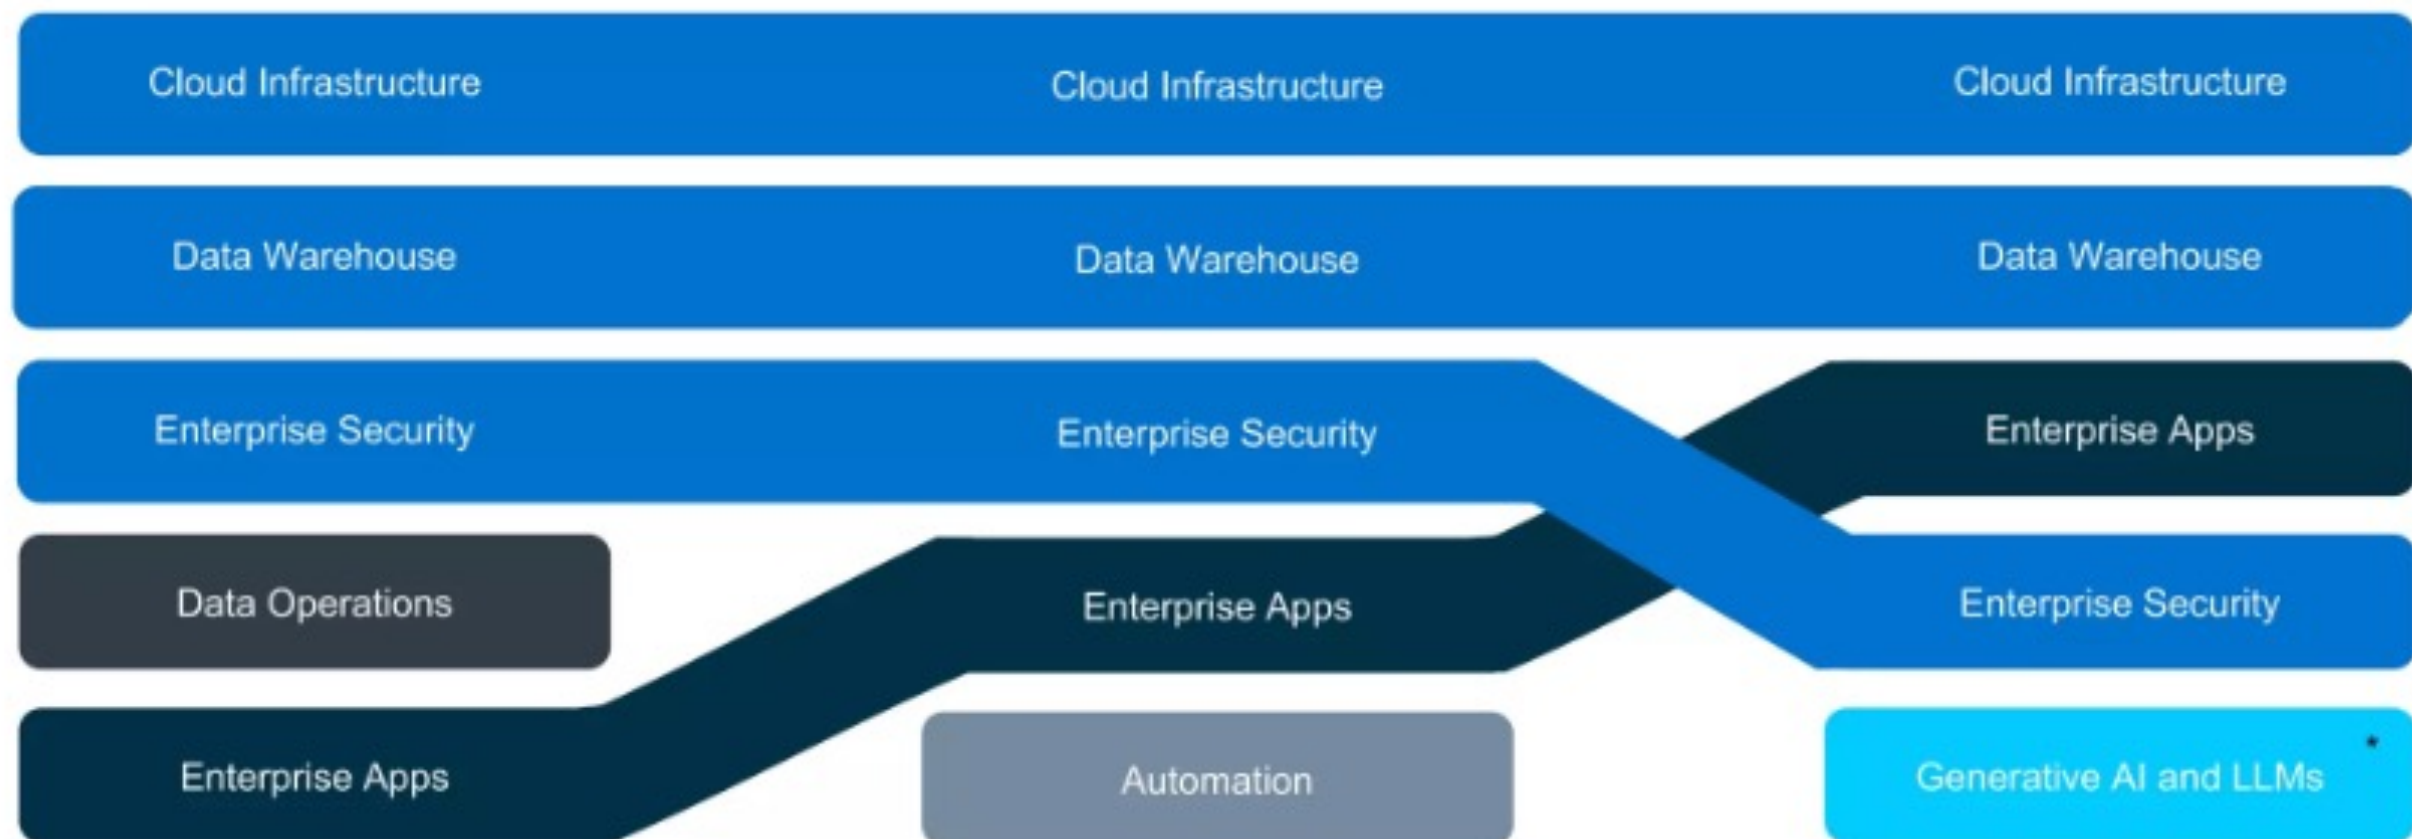 Cloud Infrastructure Cloud Infrastructure Cloud Infrastructure
Data Warehouse Data Warehouse Data Warehouse
Enterprise Security Enterprise Security Enterprise Apps
Data Operations Enterprise Apps Enterprise Security
Enterprise Apps Automation Generative AI and LLMs *